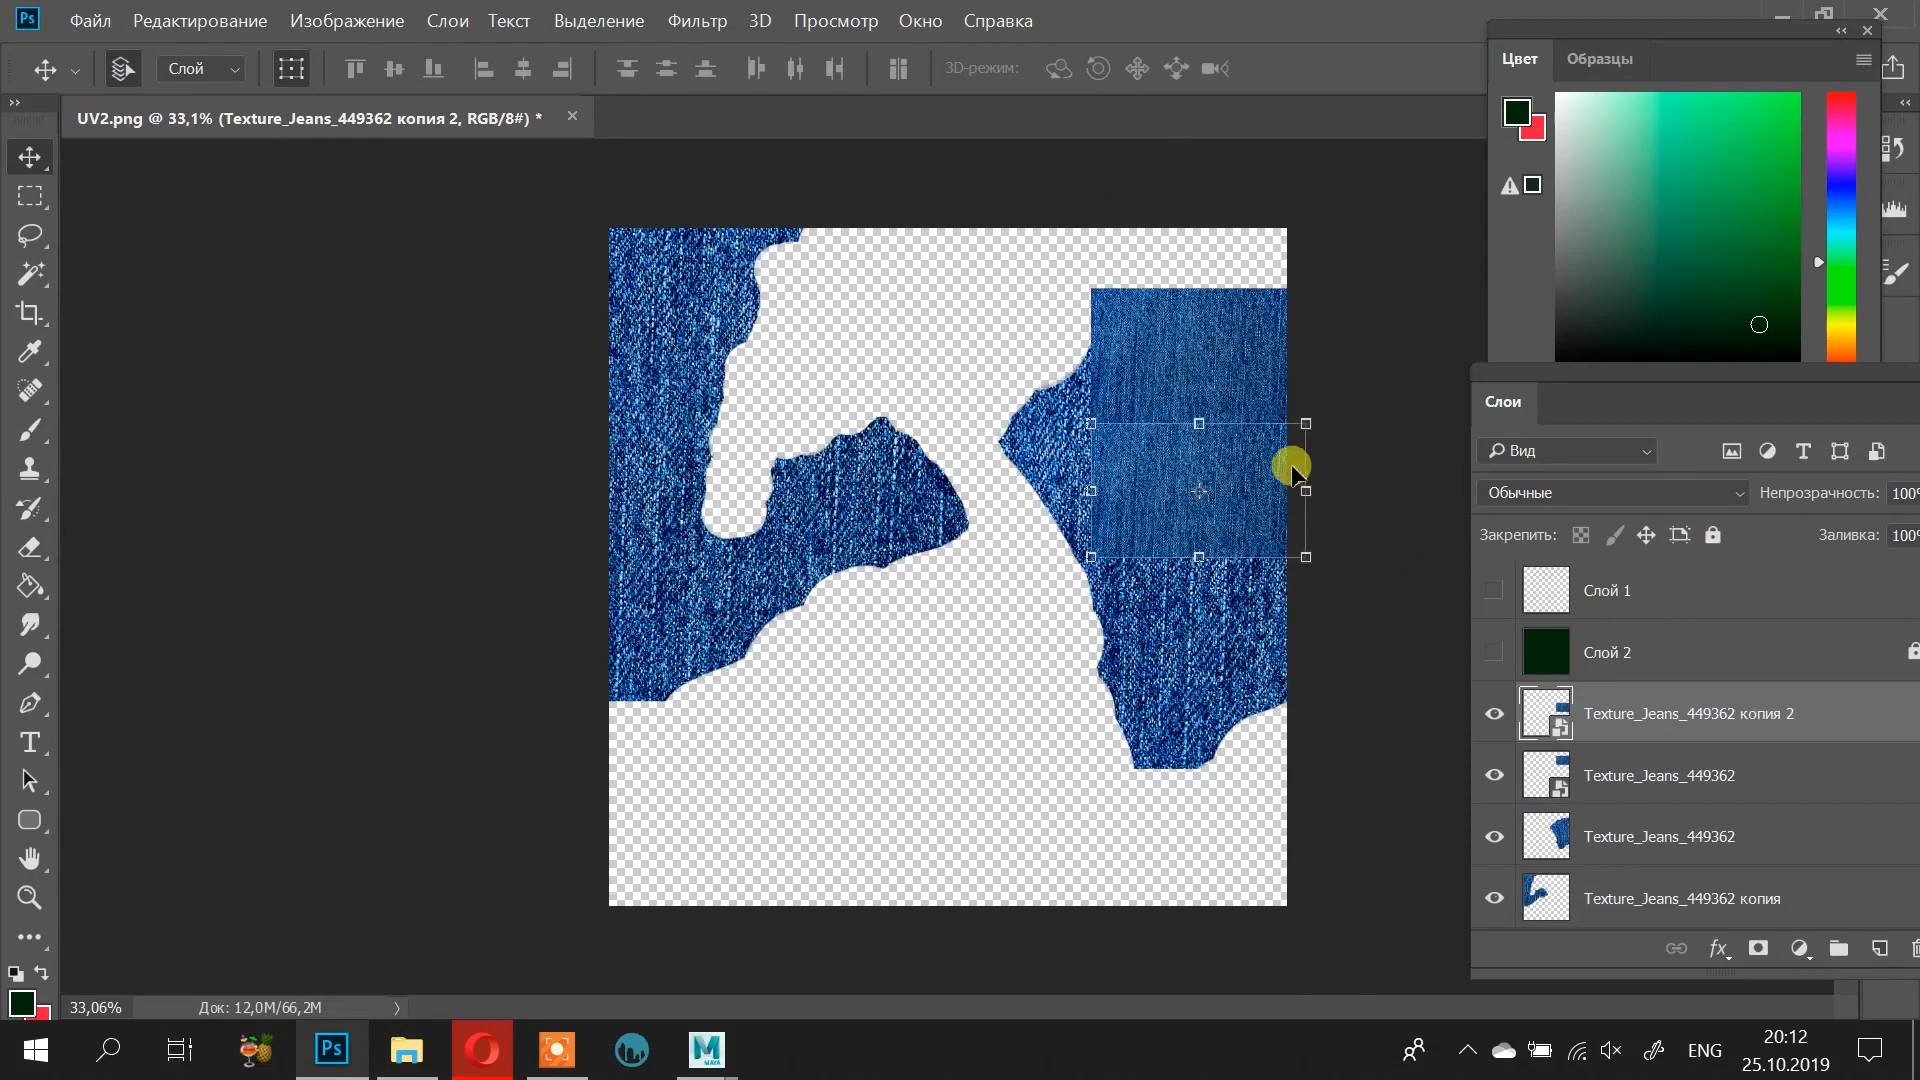 Ps
Файл Редактирование Изображение Слои Текст Выделение Фильтр 3D Просмотр Окно Справка
Слой
3D-режим:
UV2.png @ 33,1% (Texture_Jeans_449362 копия 2, RGB/8#) *
Цвет Образцы
Слои
Вид
Обычные Непрозрачность: 100%
Закрепить: Заливка: 100%
Слой 1
Слой 2
Texture_Jeans_449362 копия 2
Texture_Jeans_449362
Texture_Jeans_449362
Texture_Jeans_449362 копия
fx
33,06% Док: 12,0M/66,2M
Ps
M
MAYA
ENG
20:12
25.10.2019